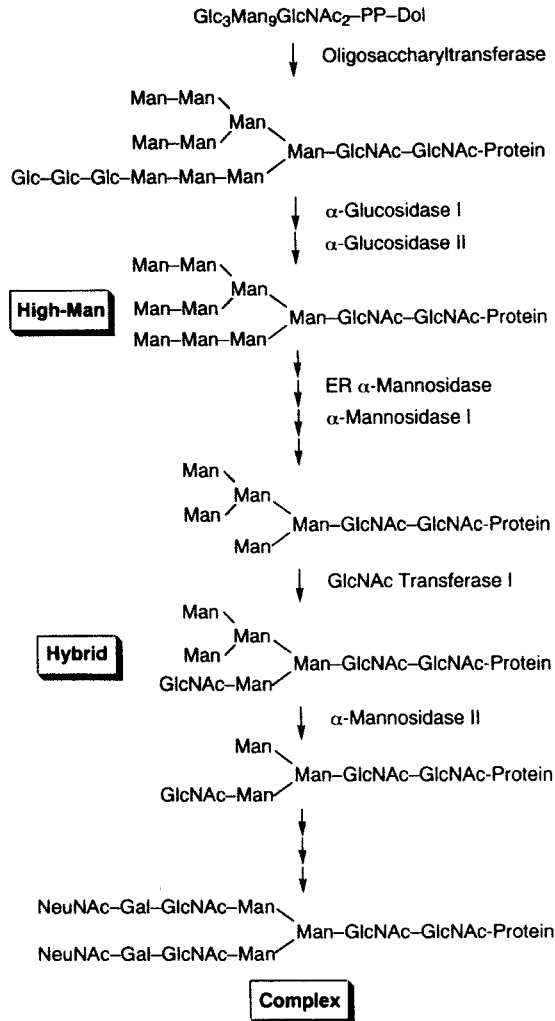 Glc₃Man₉GlcNAc₂–PP–Dol
Oligosaccharyltransferase
Man–Man
Man
Man–Man
Man–GlcNAc–GlcNAc-Protein
Glc–Glc–Glc–Man–Man–Man
α-Glucosidase I
α-Glucosidase II
Man–Man
Man
High-Man
Man–Man
Man–GlcNAc–GlcNAc-Protein
Man–Man–Man
ER α-Mannosidase
α-Mannosidase I
Man
Man
Man
Man–GlcNAc–GlcNAc-Protein
Man
GlcNAc Transferase I
Man
Man
Hybrid
Man
Man–GlcNAc–GlcNAc-Protein
GlcNAc–Man
α-Mannosidase II
Man
Man–GlcNAc–GlcNAc-Protein
GlcNAc–Man
NeuNAc–Gal–GlcNAc–Man
Man–GlcNAc–GlcNAc-Protein
NeuNAc–Gal–GlcNAc–Man
Complex